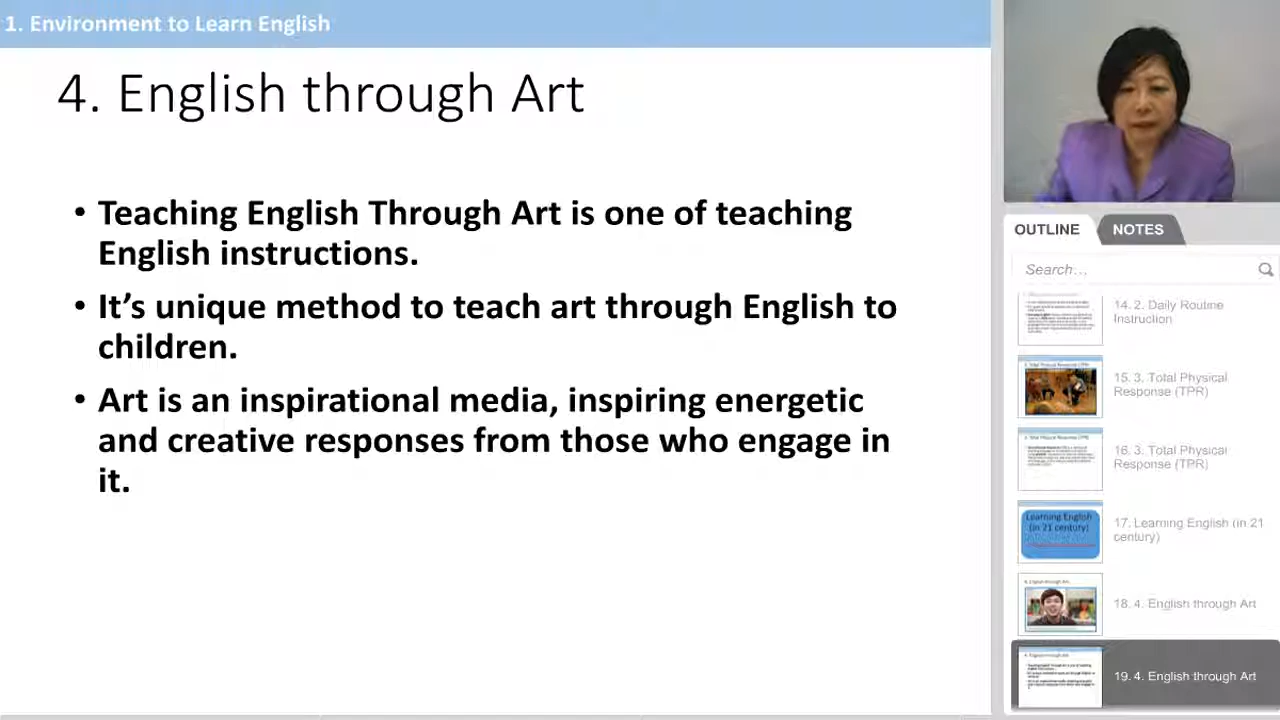 1. Environment to Learn English
4. English through Art
• Teaching English Through Art is one of teaching
English instructions.
• It's unique method to teach art through English to
children.
• Art is an inspirational media, inspiring energetic
and creative responses from those who engage in
it.
OUTLINE
NOTES
Search...
14. 2. Daily Routine
Instruction
15. 3. Total Physical
Response (TPR)
16. 3. Total Physical
Response (TPR)
Learning English
(in 21 century)
17. Learning English (in 21
century)
18. 4. English through Art
19. 4. English through Art